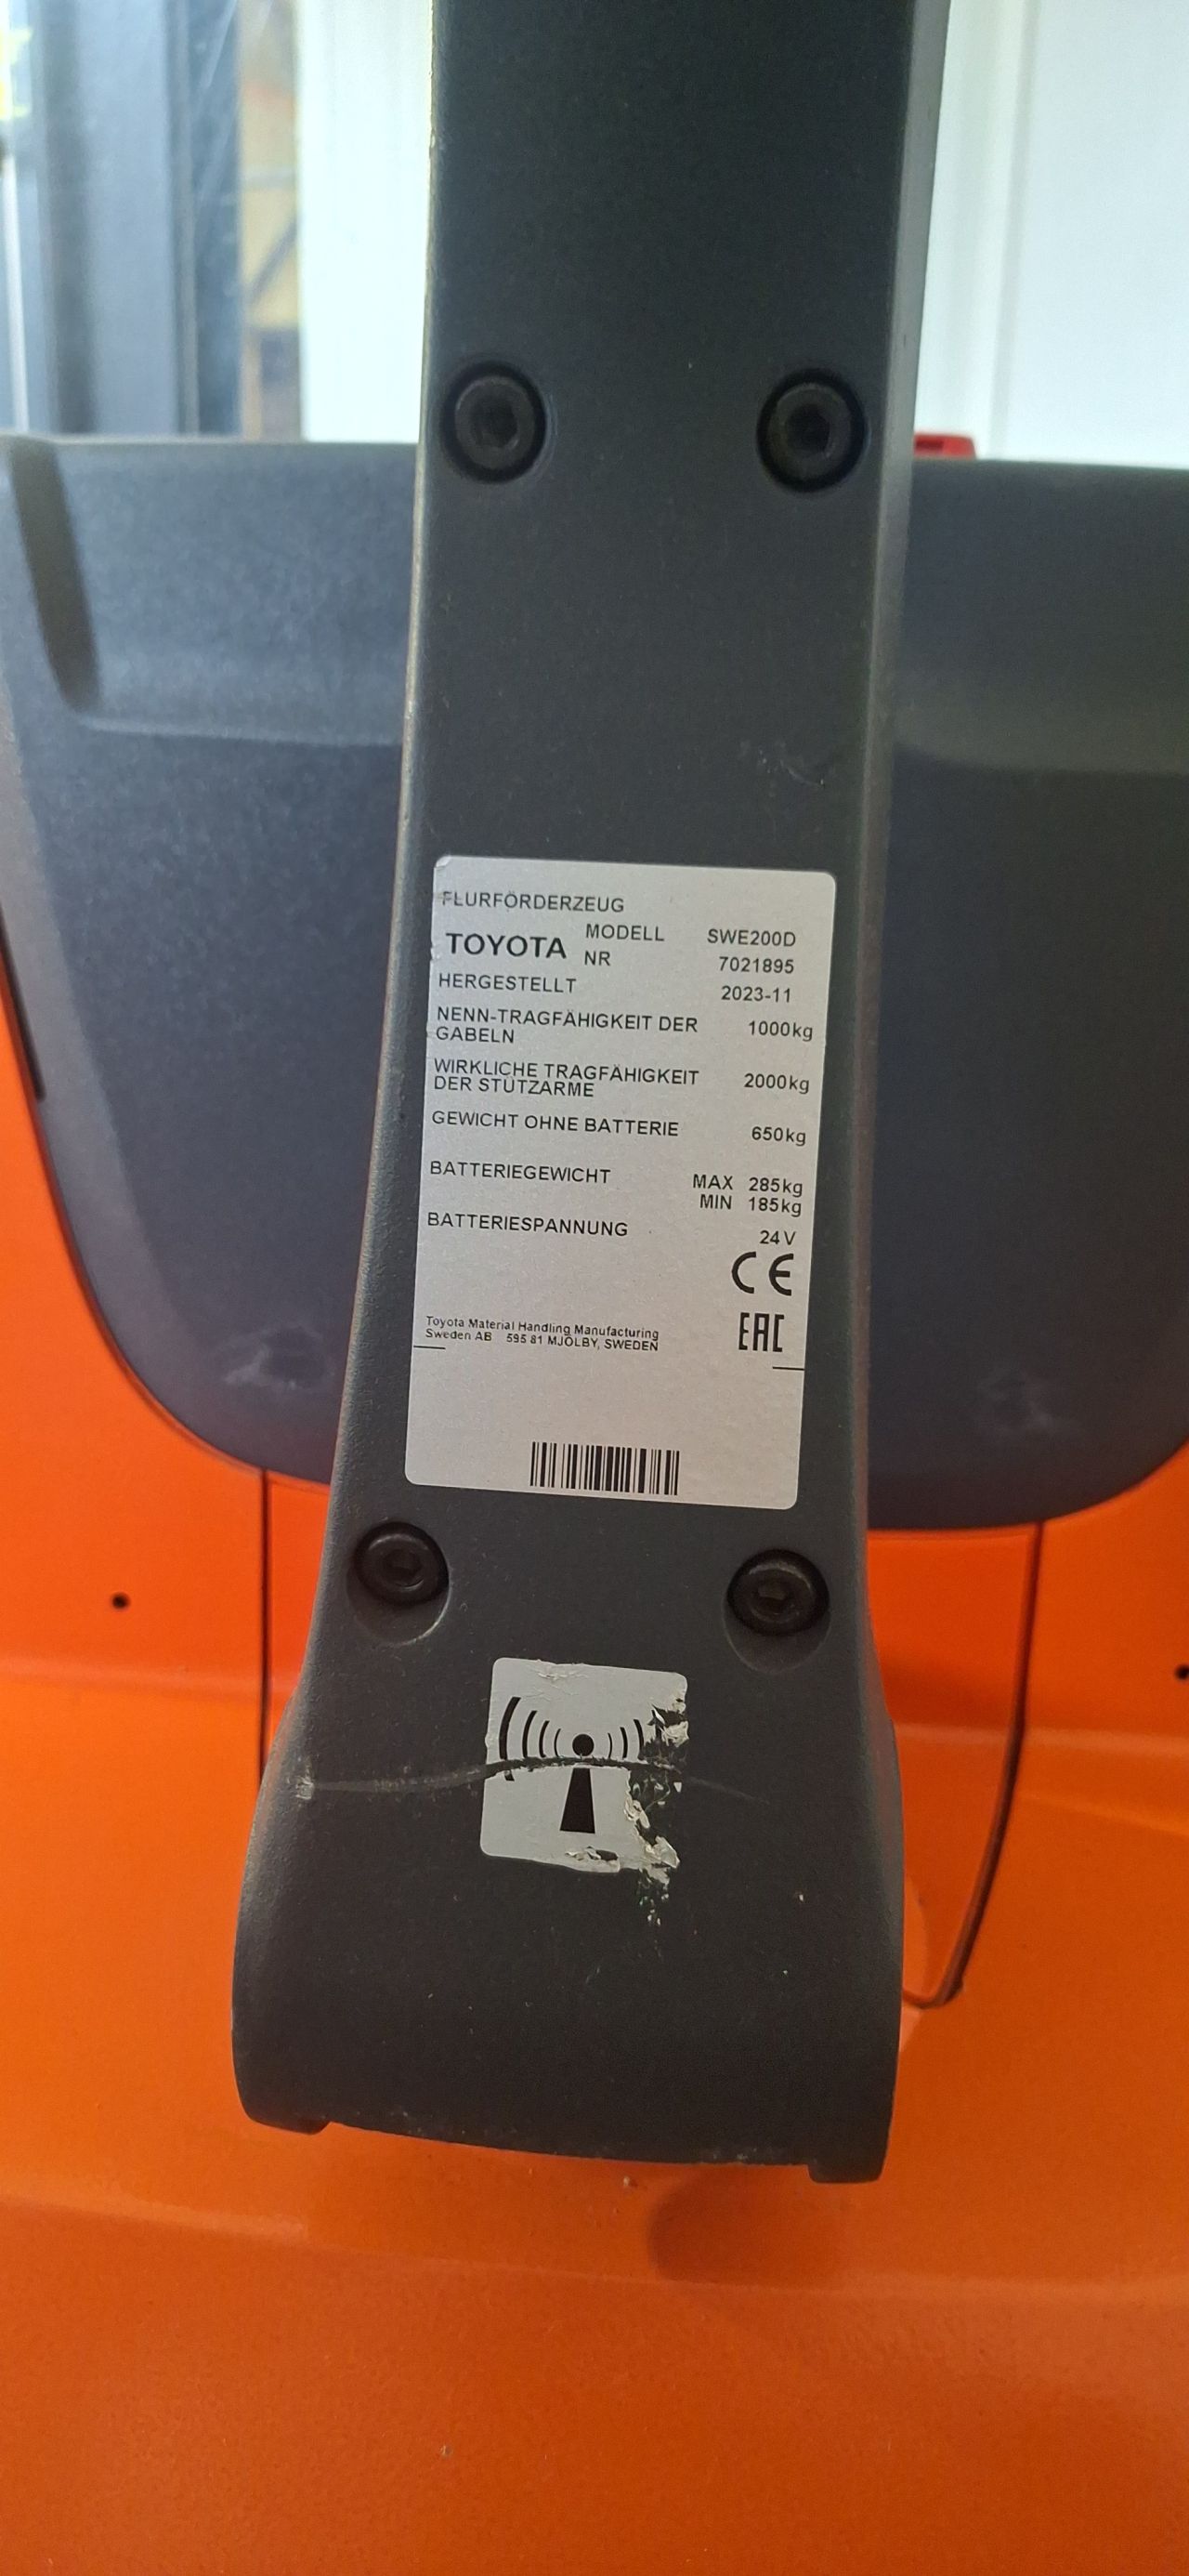 FLURFÖRDERZEUG
TOYOTA MODELL SWE200D
NR 7021895
HERGESTELLT 2023-11
NENN-TRAGFÄHIGKEIT DER
GABELN 1000kg
WIRKLICHE TRAGFÄHIGKEIT
DER STÜTZARME 2000kg
GEWICHT OHNE BATTERIE 650kg
BATTERIEGEWICHT MAX 285kg
MIN 185kg
BATTERIESPANNUNG 24V
CE
EAC
Toyota Material Handling Manufacturing
Sweden AB 595 81 MJÖLBY, SWEDEN